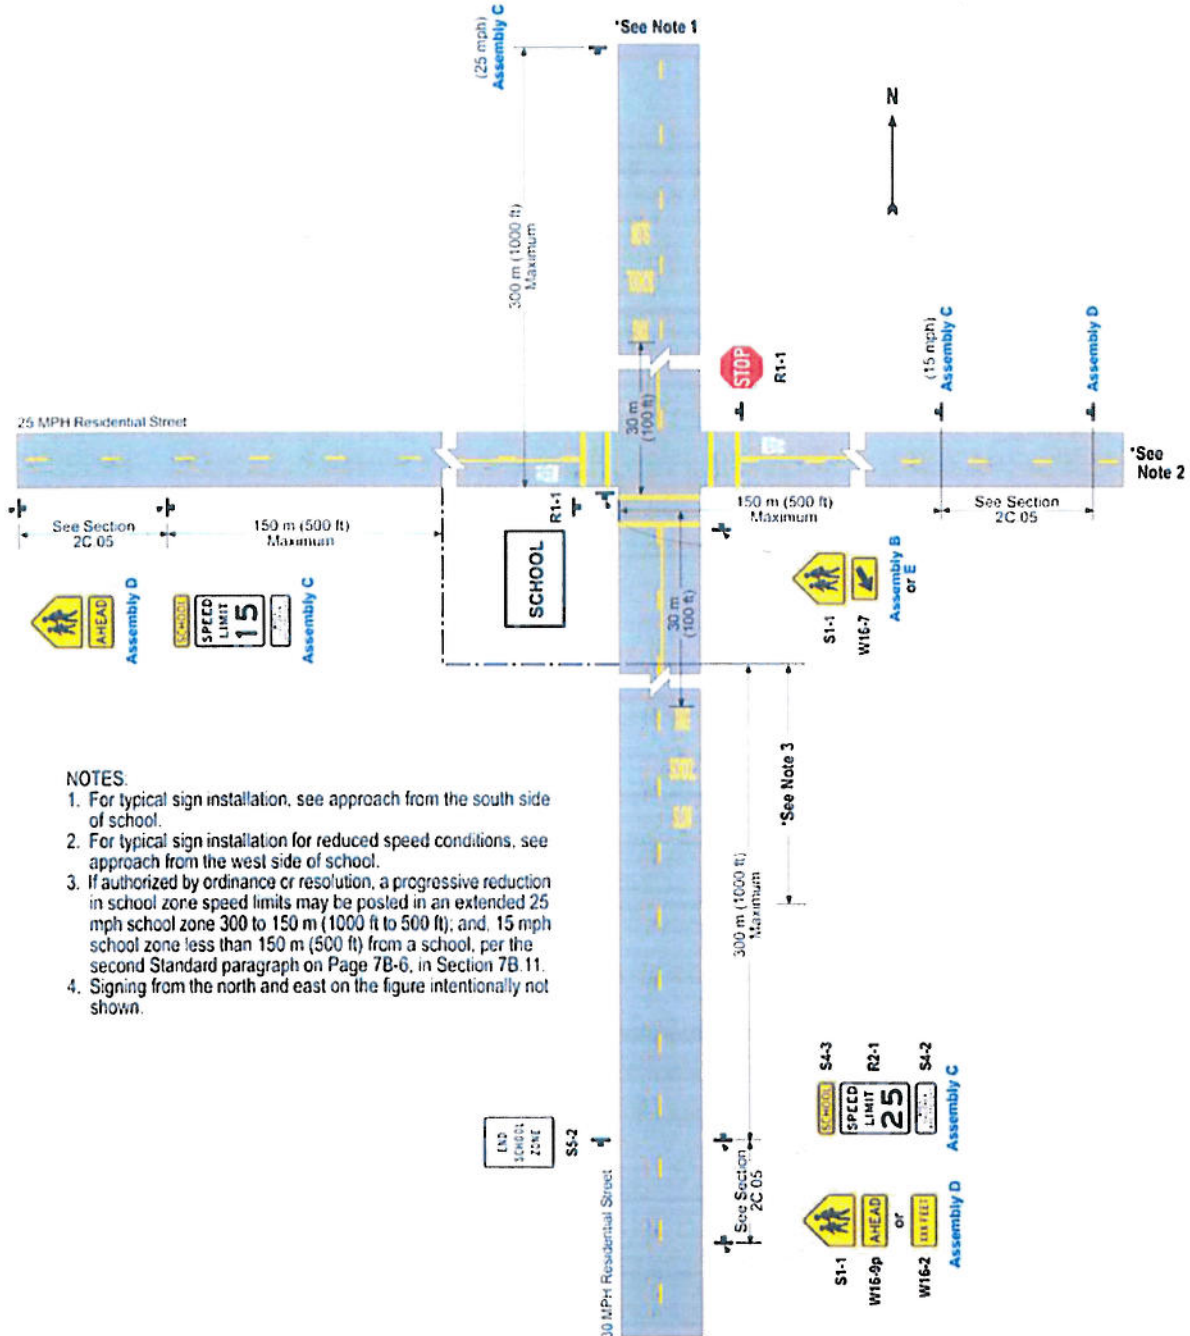 *See Note 1
(25 mph)
Assembly C
300 m (1000 ft)
Maximum
N
SCHOOL
30 m
(100 ft)
STOP
R1-1
(15 mph)
Assembly C
Assembly D
25 MPH Residential Street
*See
Note 2
See Section
2C.05
150 m (500 ft)
Maximum
R1-1
150 m (500 ft)
Maximum
See Section
2C.05
SCHOOL
30 m
(100 ft)
AHEAD
Assembly D
SCHOOL
SPEED
LIMIT
15
Assembly C
S1-1
W16-7
Assembly B
or E
NOTES:
1. For typical sign installation, see approach from the south side
of school.
2. For typical sign installation for reduced speed conditions, see
approach from the west side of school.
3. If authorized by ordinance or resolution, a progressive reduction
in school zone speed limits may be posted in an extended 25
mph school zone 300 to 150 m (1000 ft to 500 ft); and, 15 mph
school zone less than 150 m (500 ft) from a school, per the
second Standard paragraph on Page 7B-6, in Section 7B.11.
4. Signing from the north and east on the figure intentionally not
shown.
*See Note 3
300 m (1000 ft)
Maximum
END
SCHOOL
ZONE
S5-2
See Section
2C.05
SCHOOL
S4-3
SPEED
LIMIT
25
R2-1
S4-2
Assembly C
S1-1
AHEAD
W16-9p
or
XXX FEET
W16-2
Assembly D
MPH Residential Street